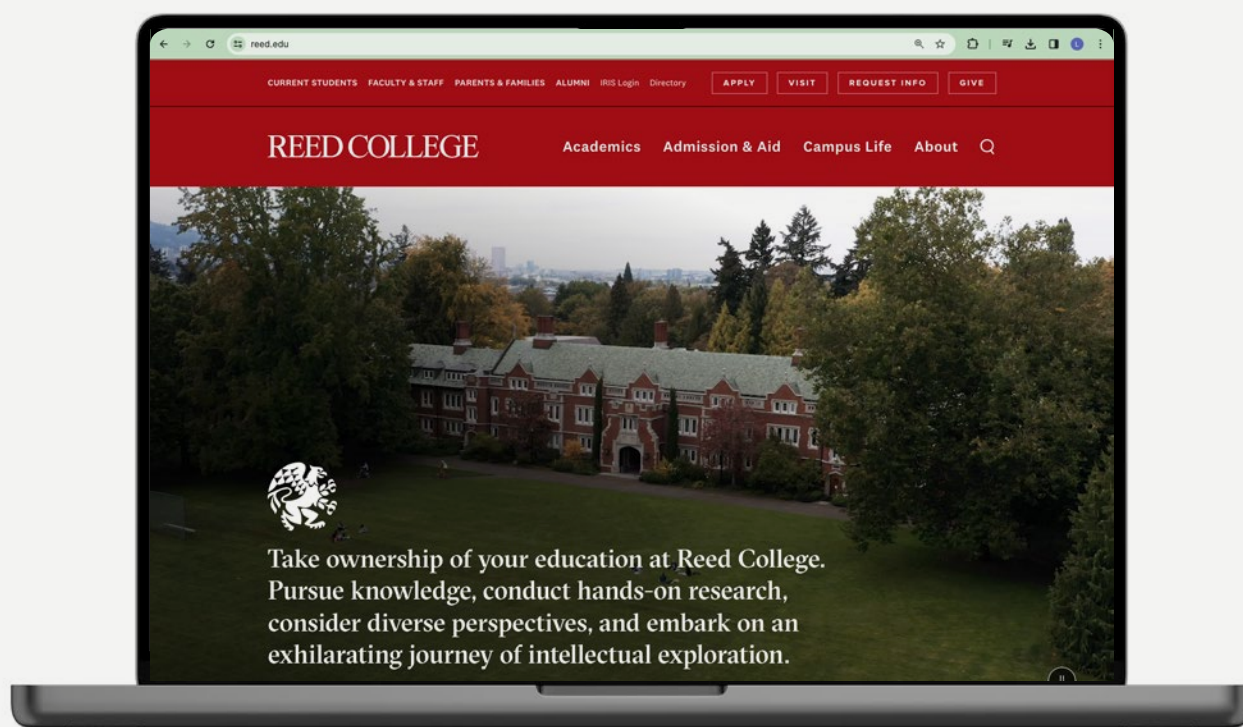 reed.edu
L
CURRENT STUDENTS FACULTY & STAFF PARENTS & FAMILIES ALUMNI IRIS Login Directory APPLY VISIT REQUEST INFO GIVE
REED COLLEGE Academics Admission & Aid Campus Life About
Take ownership of your education at Reed College.
Pursue knowledge, conduct hands-on research,
consider diverse perspectives, and embark on an
exhilarating journey of intellectual exploration.